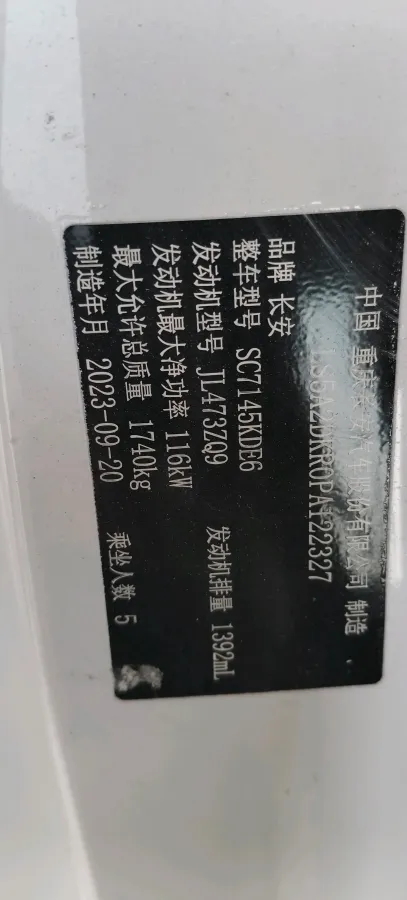 中国 重庆长安汽车股份有限公司 制造
LS5A2DKR0PA122327
品牌 长安
整车型号 SC7145KDE6
发动机型号 JL473ZQ9 发动机排量 1392mL
发动机最大净功率 116kW
最大允许总质量 1740kg
制造年月 2023-09-20 乘坐人数 5